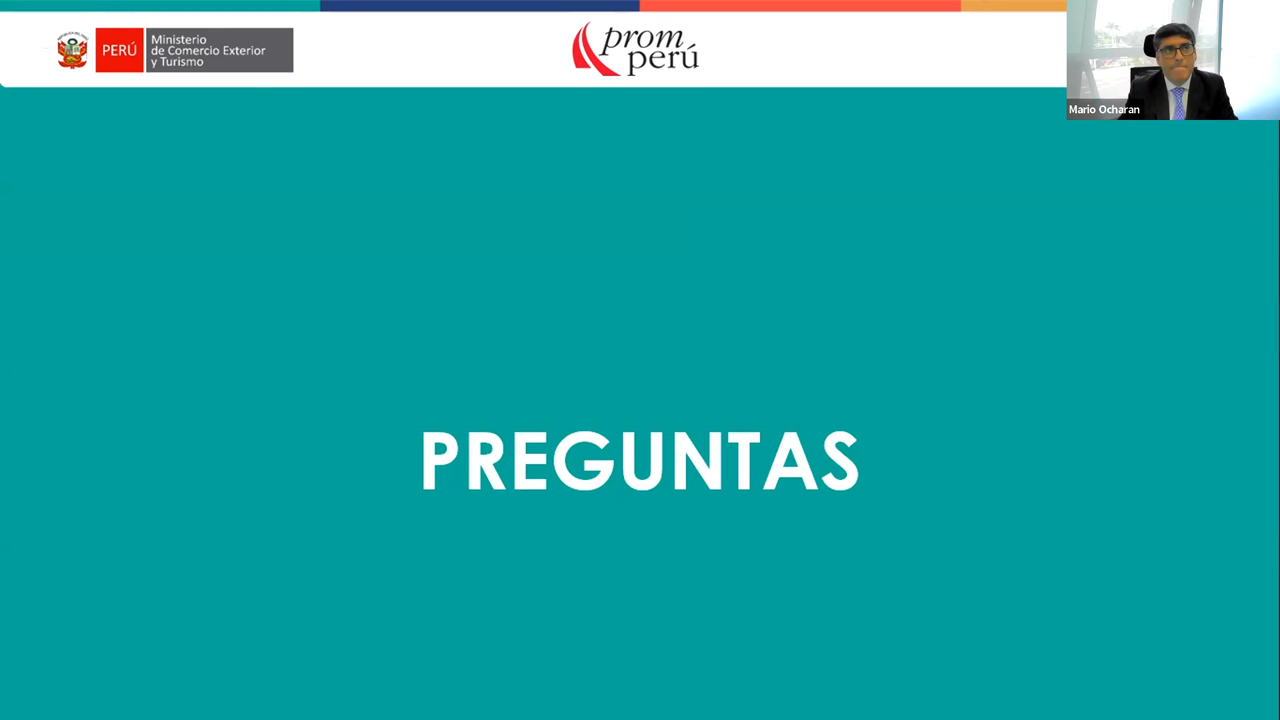 PERÚ
Ministerio
de Comercio Exterior
y Turismo
prom
perú
Mario Ocharan
PREGUNTAS